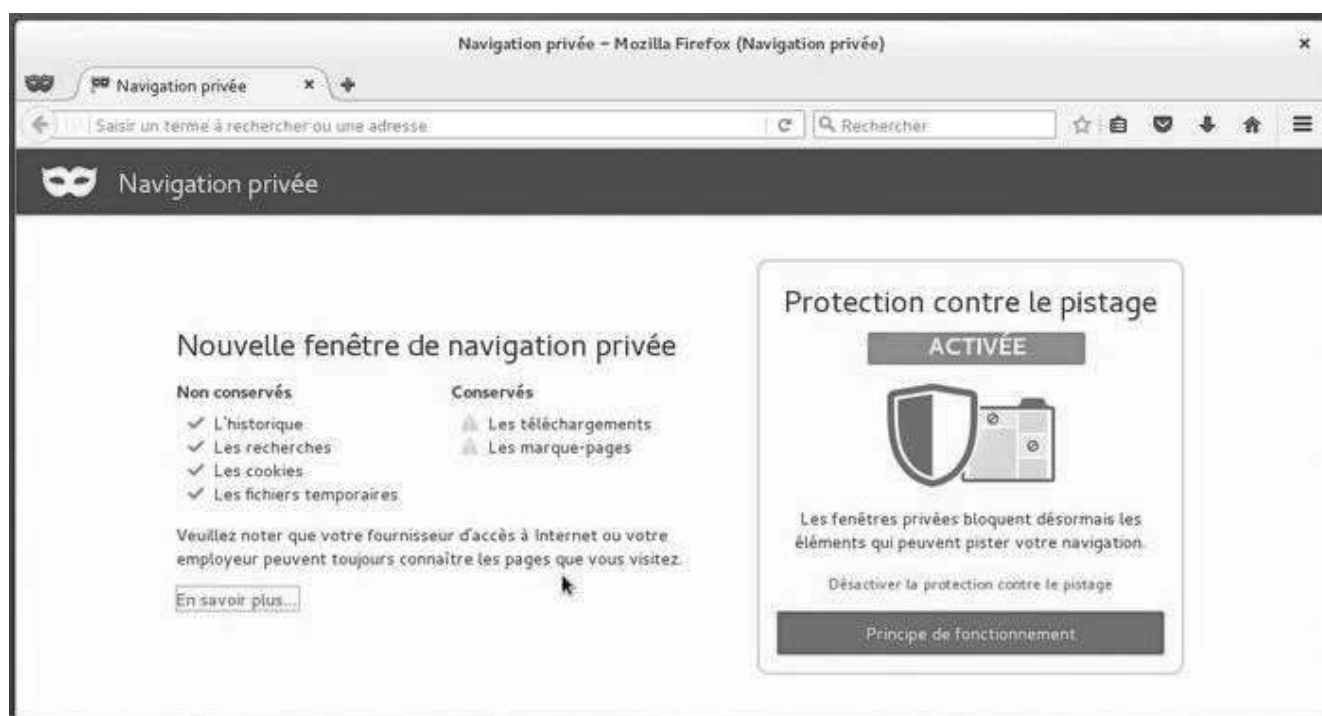 Navigation privée – Mozilla Firefox (Navigation privée)
Navigation privée
Saisir un terme à rechercher ou une adresse
Rechercher
Navigation privée
Nouvelle fenêtre de navigation privée
Non conservés
L'historique
Les recherches
Les cookies
Les fichiers temporaires
Conservés
Les téléchargements
Les marque-pages
Veuillez noter que votre fournisseur d'accès à Internet ou votre
employeur peuvent toujours connaître les pages que vous visitez.
En savoir plus...
Protection contre le pistage
ACTIVÉE
Les fenêtres privées bloquent désormais les
éléments qui peuvent pister votre navigation.
Désactiver la protection contre le pistage
Principe de fonctionnement